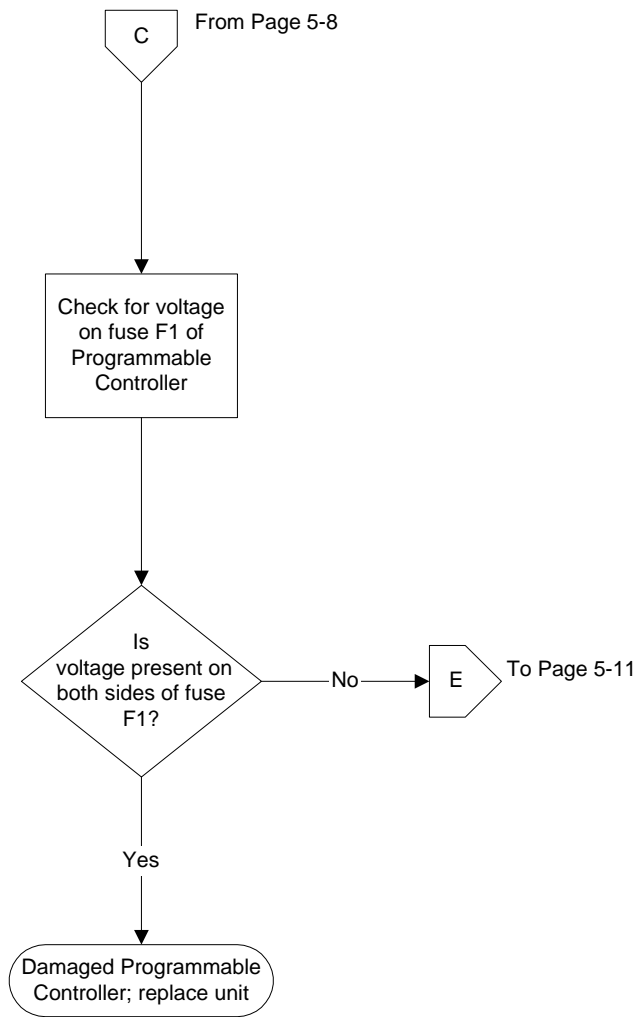 C
From Page 5-8
Check for voltage
on fuse F1 of
Programmable
Controller
Is
voltage present on
both sides of fuse
F1?
No
E
To Page 5-11
Yes
Damaged Programmable
Controller; replace unit